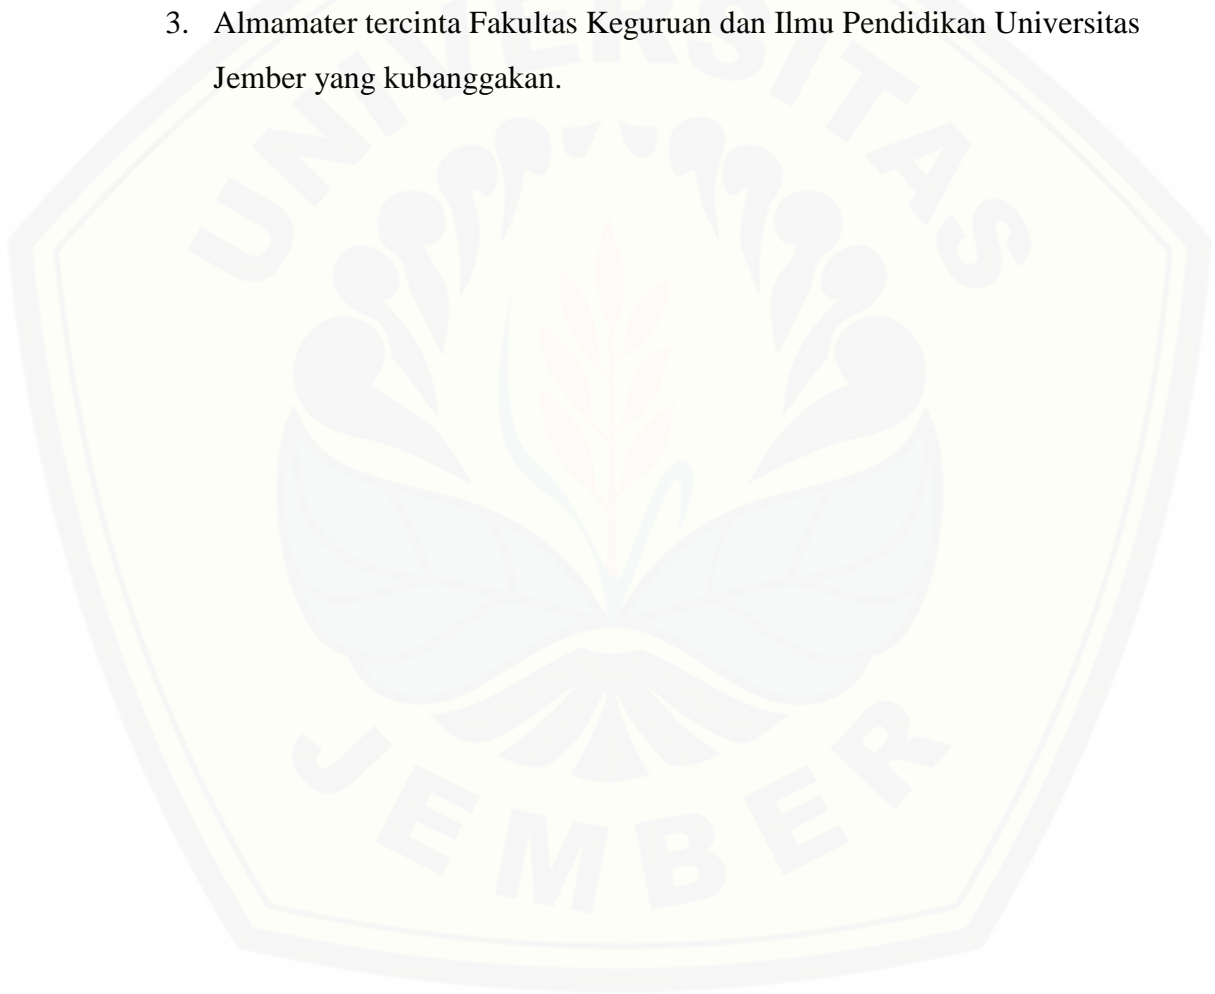 3. Almamater tercinta Fakultas Keguruan dan Ilmu Pendidikan Universitas
Jember yang kubanggakan.
UNIVERSITAS
JEMBER